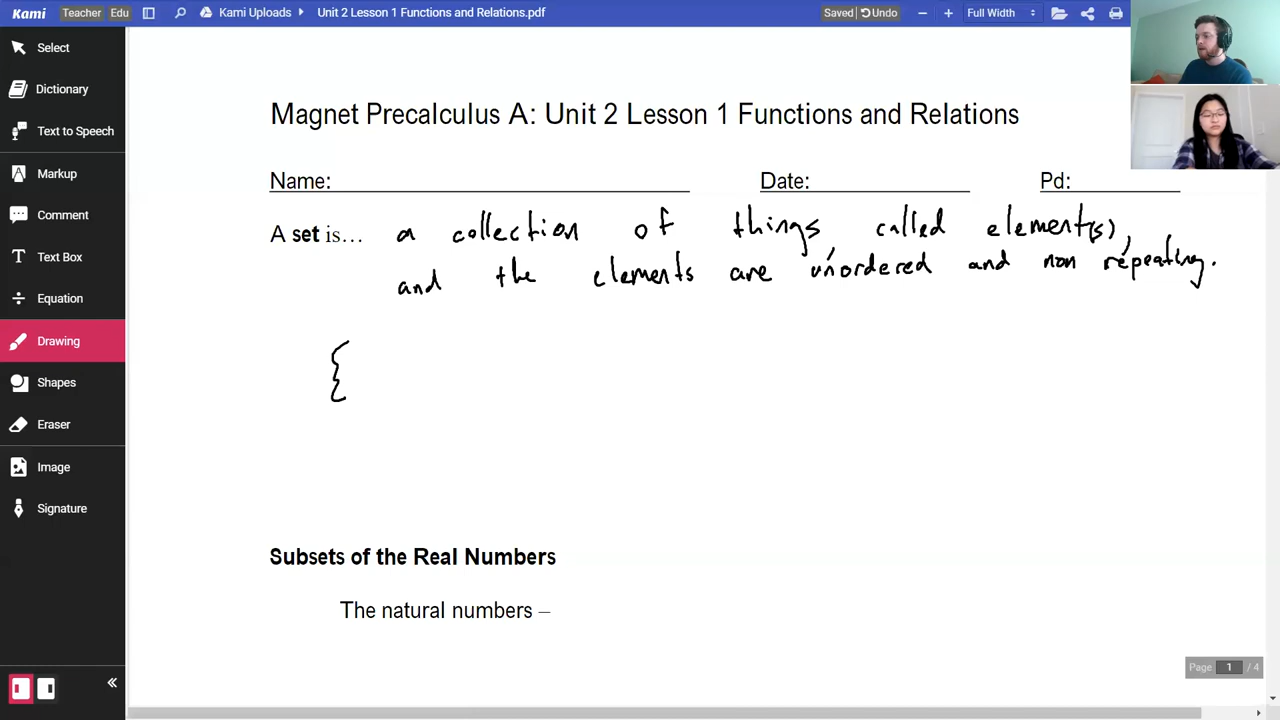 Kami Teacher Edu Kami Uploads Unit 2 Lesson 1 Functions and Relations.pdf Saved Undo Full Width
Select
Dictionary
Text to Speech
Markup
Comment
Text Box
Equation
Drawing
Shapes
Eraser
Image
Signature
Magnet Precalculus A: Unit 2 Lesson 1 Functions and Relations
Name: Date: Pd:
A set is... a collection of things called element(s),
and the elements are unordered and non repeating.
{
Subsets of the Real Numbers
The natural numbers –
Page 1 / 4